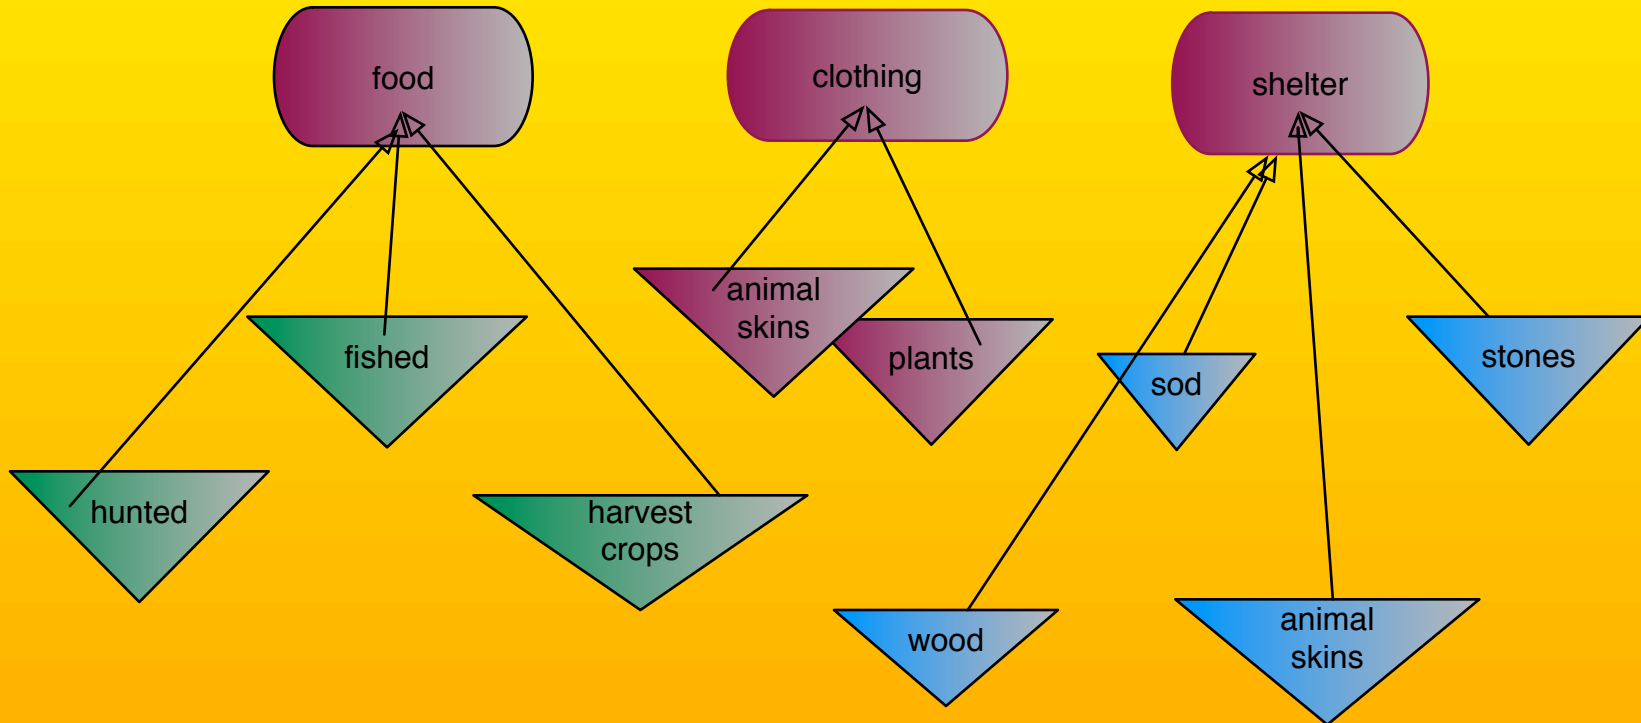 food
clothing
shelter
animal
skins
fished
plants
sod
stones
hunted
harvest
crops
wood
animal
skins